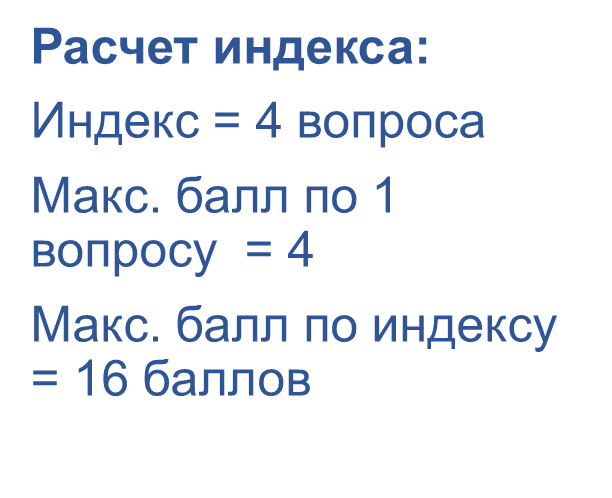 Расчет индекса:
Индекс = 4 вопроса
Макс. балл по 1
вопросу  = 4
Макс. балл по индексу
= 16 баллов